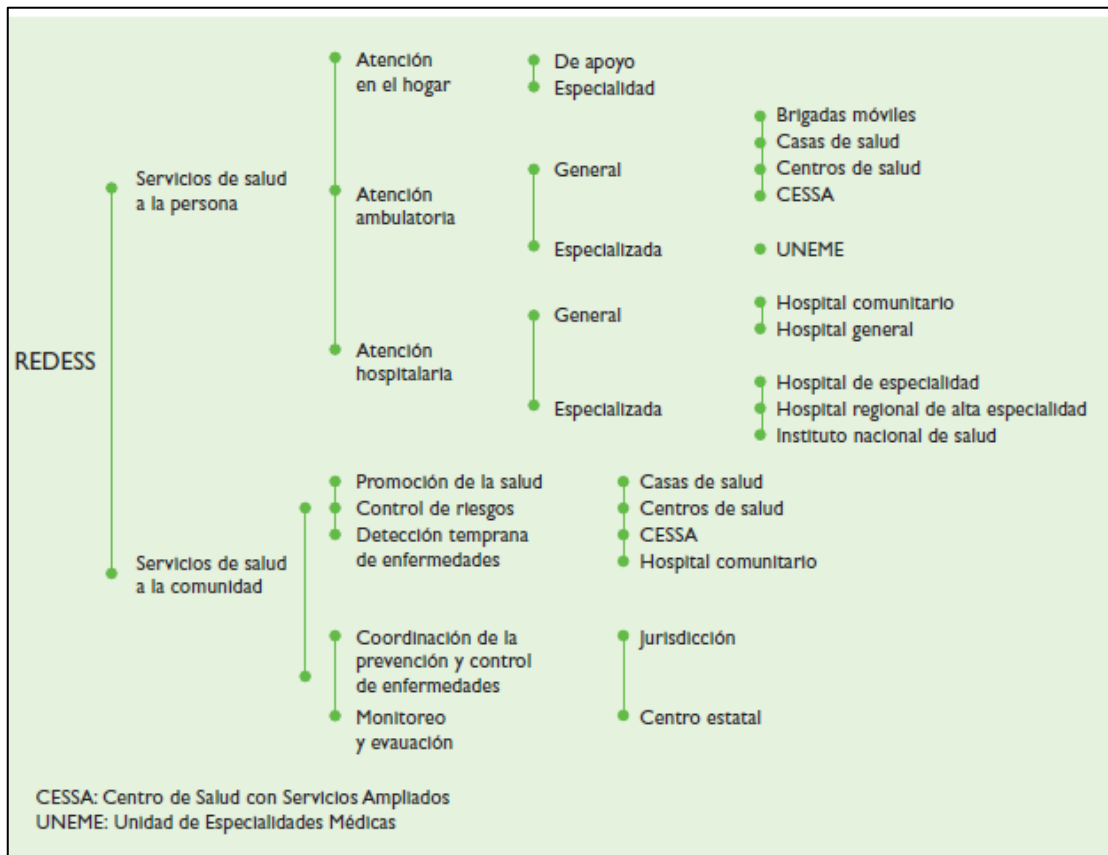 REDESS
Servicios de salud
a la persona
Atención
en el hogar
De apoyo
Especialidad
Atención
ambulatoria
General
Brigadas móviles
Casas de salud
Centros de salud
CESSA
Especializada
UNEME
Atención
hospitalaria
General
Hospital comunitario
Hospital general
Especializada
Hospital de especialidad
Hospital regional de alta especialidad
Instituto nacional de salud
Servicios de salud
a la comunidad
Promoción de la salud
Control de riesgos
Detección temprana
de enfermedades
Casas de salud
Centros de salud
CESSA
Hospital comunitario
Coordinación de la
prevención y control
de enfermedades
Monitoreo
y evauación
Jurisdicción
Centro estatal
CESSA: Centro de Salud con Servicios Ampliados
UNEME: Unidad de Especialidades Médicas